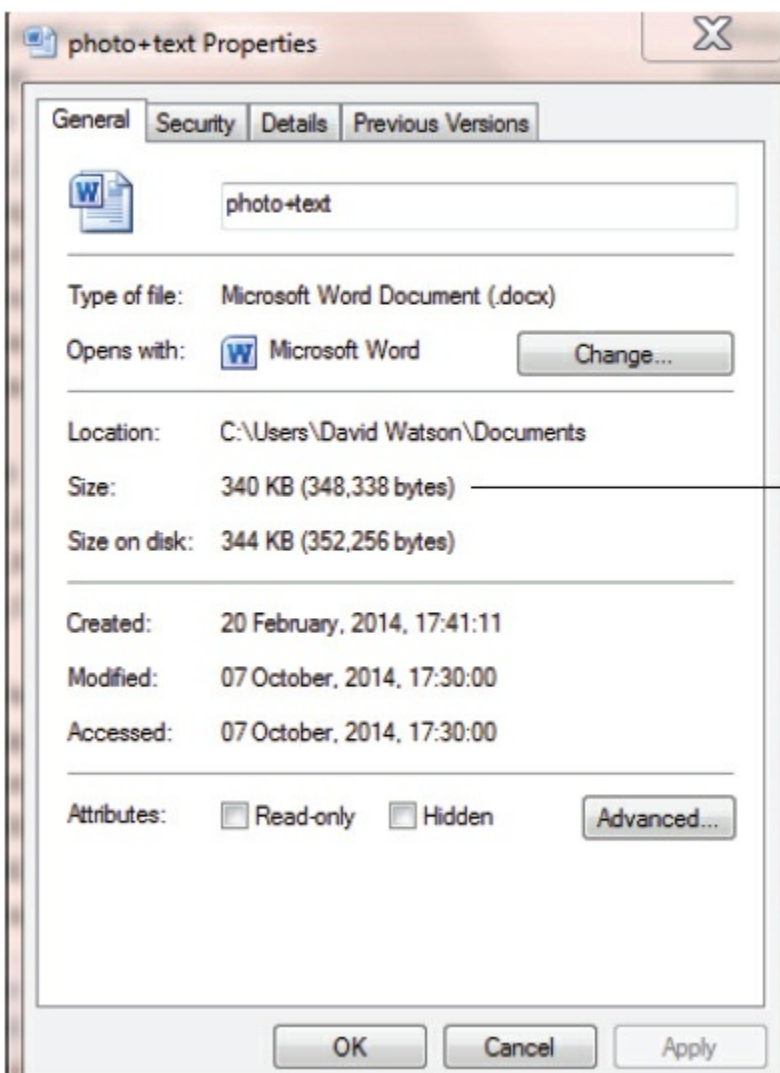 photo+text Properties
General Security Details Previous Versions
photo+text
Type of file: Microsoft Word Document (.docx)
Opens with: Microsoft Word Change...
Location: C:\Users\David Watson\Documents
Size: 340 KB (348,338 bytes)
Size on disk: 344 KB (352,256 bytes)
Created: 20 February, 2014, 17:41:11
Modified: 07 October, 2014, 17:30:00
Accessed: 07 October, 2014, 17:30:00
Attributes: Read-only Hidden Advanced...
OK Cancel Apply